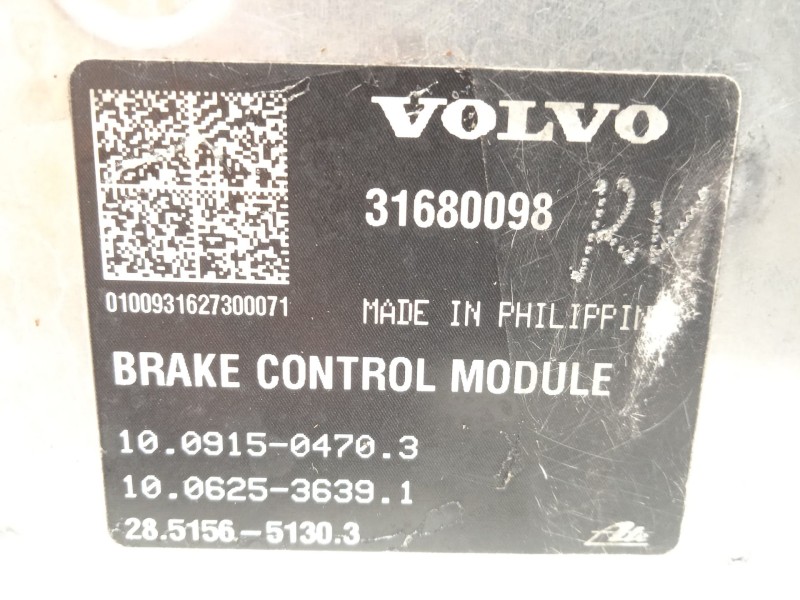 VOLVO
31680098
0100931627300071
MADE IN PHILIPPIN
BRAKE CONTROL MODULE
10.0915-0470.3
10.0625-3639.1
28.5156-5130.3
Ate